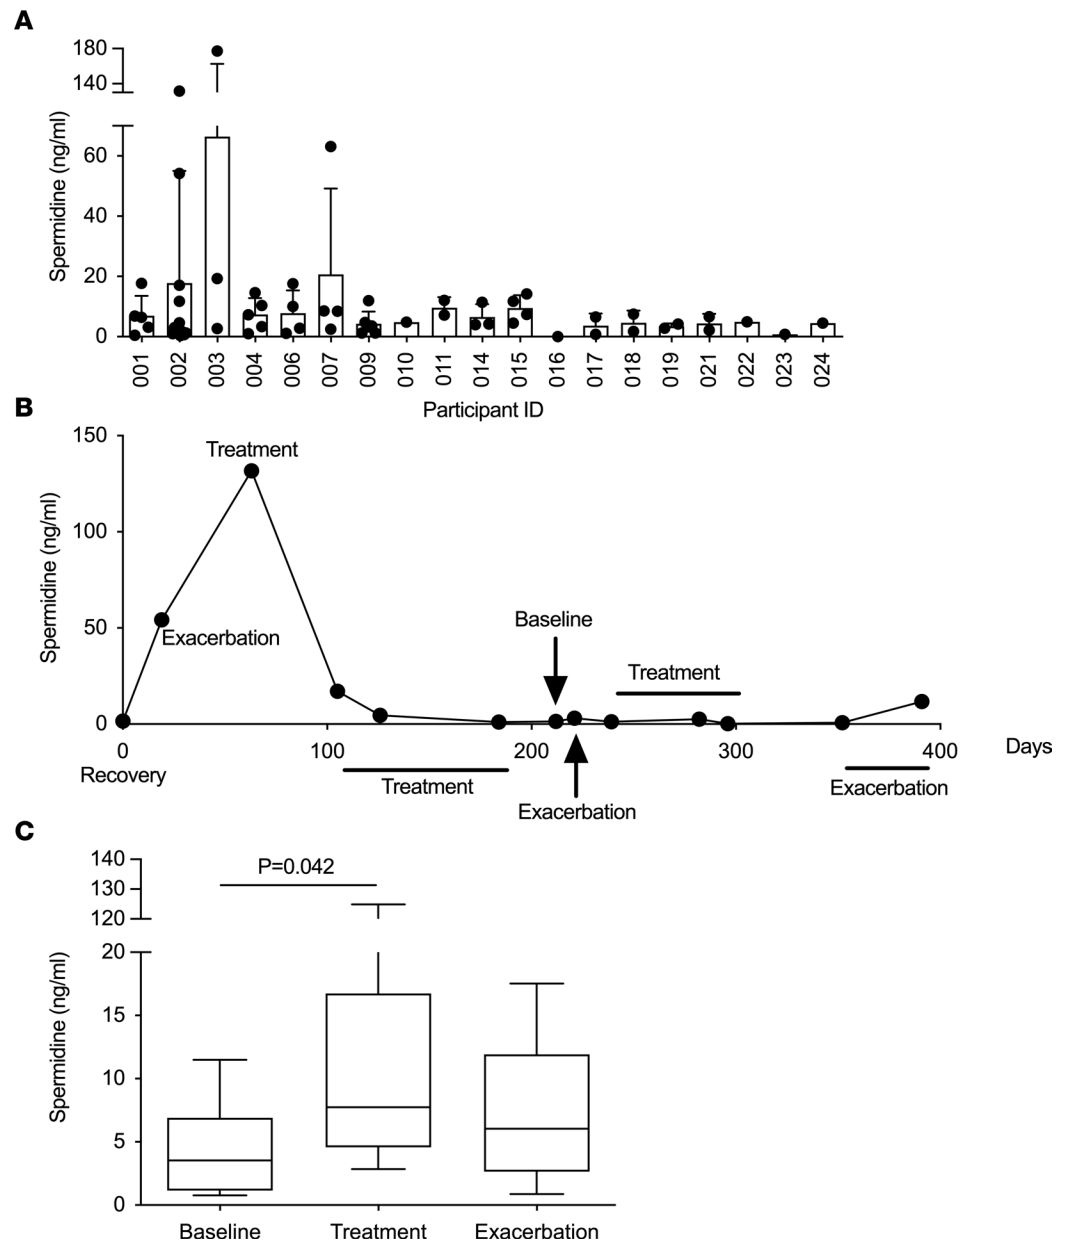 A
180
140
60
40
20
0
Spermidine (ng/ml)
001 002 003 004 006 007 009 010 011 014 015 016 017 018 019 021 022 023 024
Participant ID
B
150
100
50
0
Spermidine (ng/ml)
Treatment
Exacerbation
Baseline
Treatment
0 100 200 300 400 Days
Recovery
Treatment
Exacerbation
Exacerbation
C
140
130
120
20
15
10
5
0
Spermidine (ng/ml)
P=0.042
Baseline Treatment Exacerbation